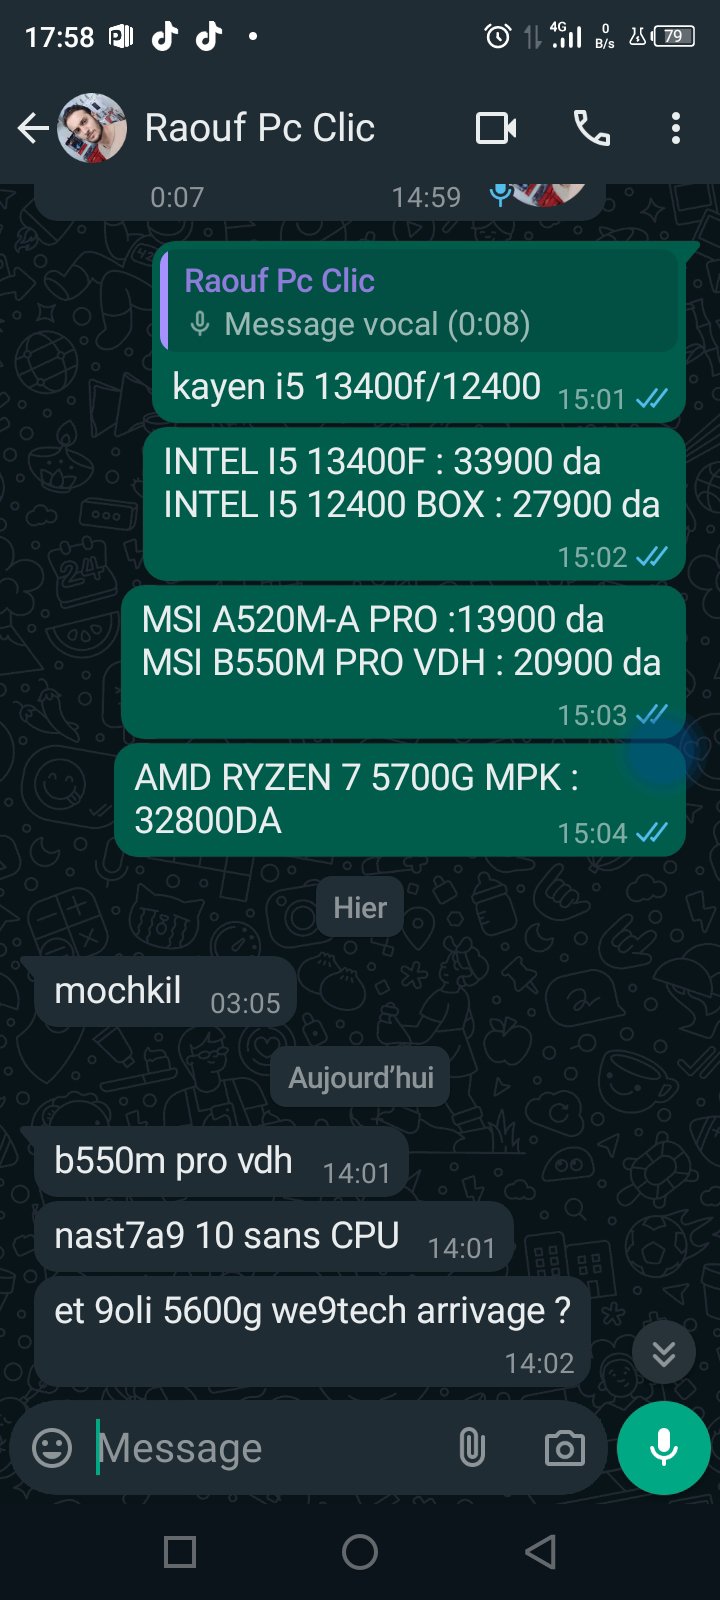 17:58
4G
0
B/s
79
Raouf Pc Clic
0:07
14:59
Raouf Pc Clic
Message vocal (0:08)
kayen i5 13400f/12400
15:01
INTEL I5 13400F : 33900 da
INTEL I5 12400 BOX : 27900 da
15:02
MSI A520M-A PRO :13900 da
MSI B550M PRO VDH : 20900 da
15:03
AMD RYZEN 7 5700G MPK :
32800DA
15:04
Hier
mochkil
03:05
Aujourd’hui
b550m pro vdh
14:01
nast7a9 10 sans CPU
14:01
et 9oli 5600g we9tech arrivage ?
14:02
Message